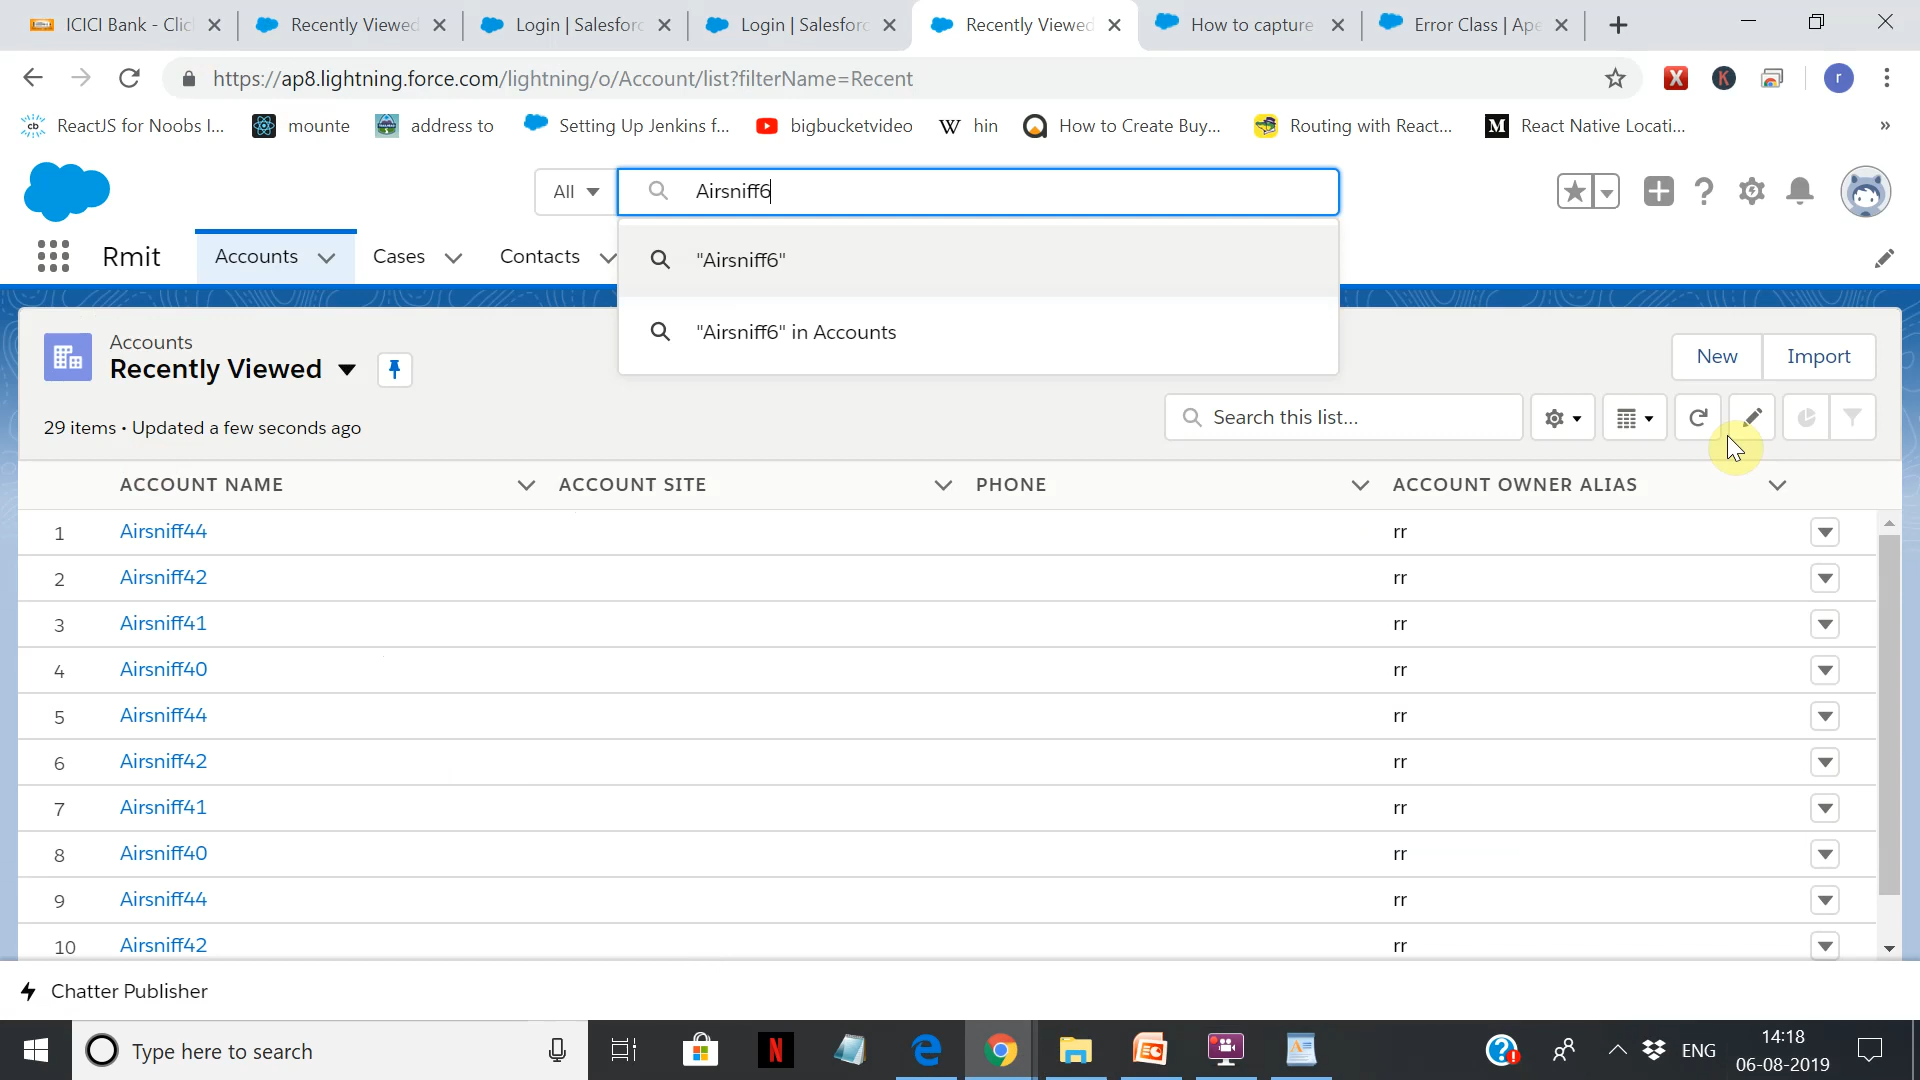 ICICI Bank - Clic
Recently Viewed
Login | Salesforc
Login | Salesforc
Recently Viewed
How to capture
Error Class | Ape
https://ap8.lightning.force.com/lightning/o/Account/list?filterName=Recent
X
K
r
cb
ReactJS for Noobs I...
mounte
address to
Setting Up Jenkins f...
bigbucketvideo
W
hin
How to Create Buy...
Routing with React...
M
React Native Locati...
»
All
Airsniff6
Rmit
Accounts
Cases
Contacts
"Airsniff6"
"Airsniff6" in Accounts
Accounts
Recently Viewed
New
Import
29 items • Updated a few seconds ago
Search this list...
ACCOUNT NAME
ACCOUNT SITE
PHONE
ACCOUNT OWNER ALIAS
1 Airsniff44 rr
2 Airsniff42 rr
3 Airsniff41 rr
4 Airsniff40 rr
5 Airsniff44 rr
6 Airsniff42 rr
7 Airsniff41 rr
8 Airsniff40 rr
9 Airsniff44 rr
10 Airsniff42 rr
Chatter Publisher
Type here to search
N
ENG
14:18
06-08-2019